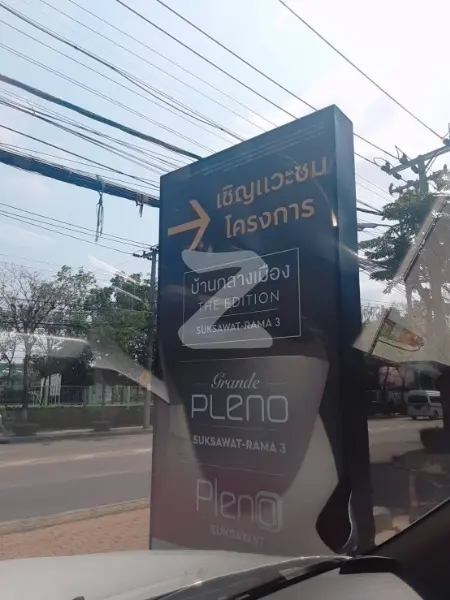 เชิญแวะชม
โครงการ
บ้านกลางเมือง
THE EDITION
SUKSAWAT-RAMA 3
Grande
PLENO
SUKSAWAT-RAMA 3
Pleno
SUKSAWAT